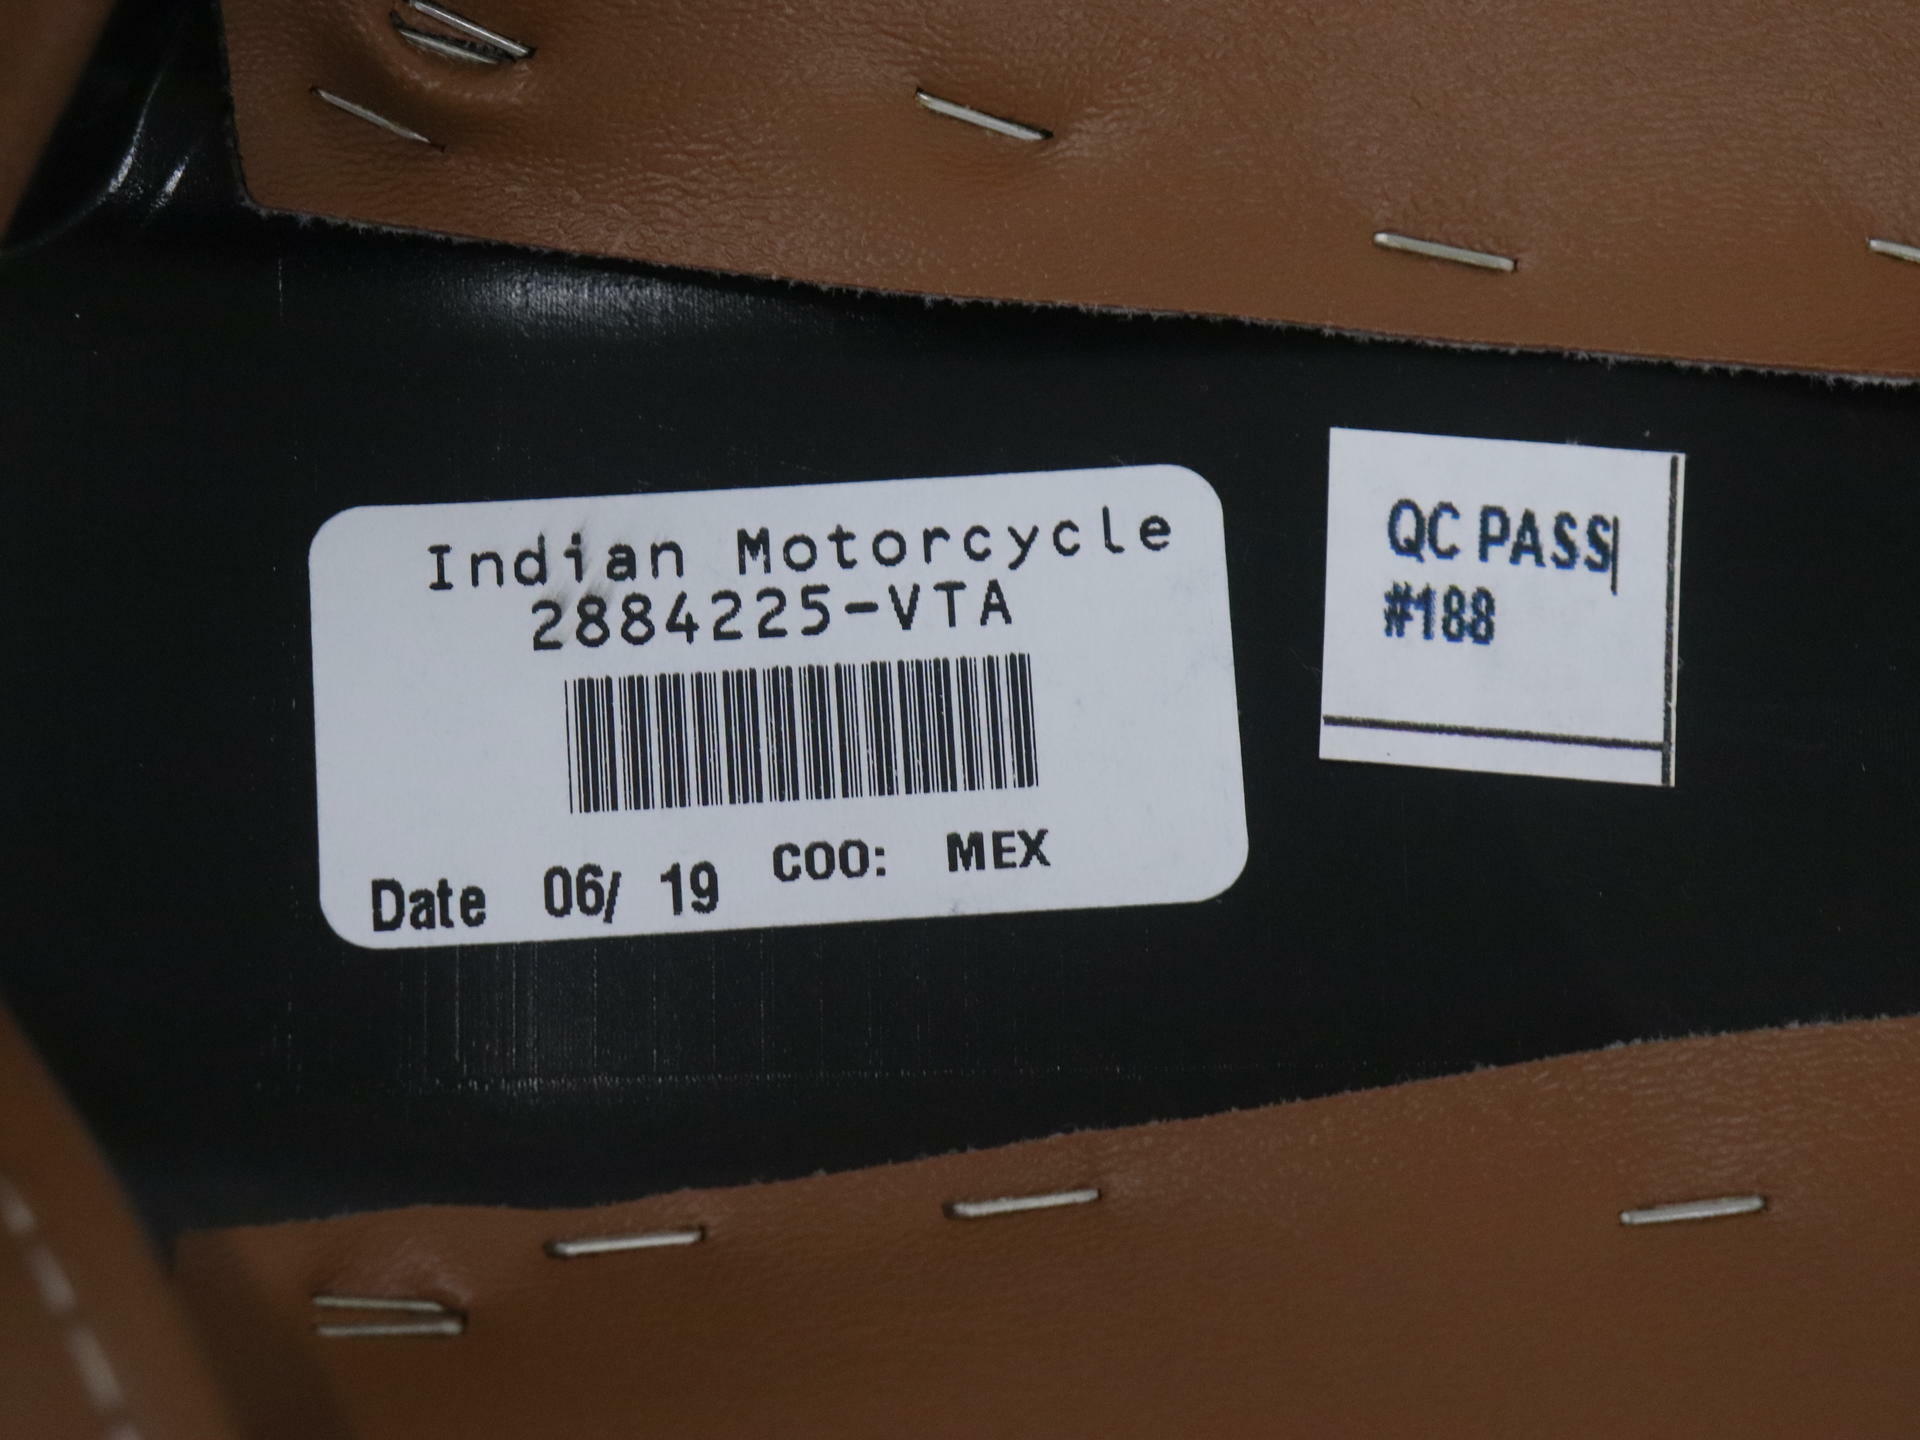 Indian Motorcycle
2884225-VTA
Date 06/ 19 COO: MEX
QC PASS
#188